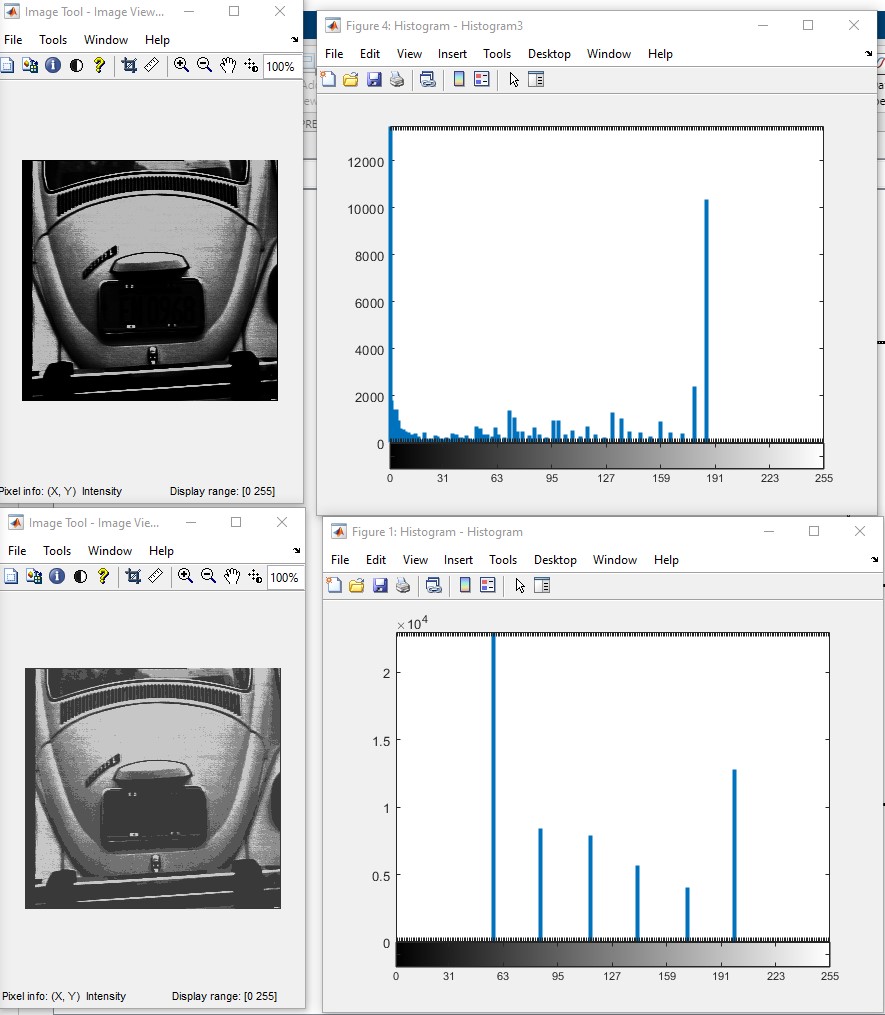 Image Tool - Image View...
File Tools Window Help
100%
Pixel info: (X, Y) Intensity
Display range: [0 255]
Figure 4: Histogram - Histogram3
File Edit View Insert Tools Desktop Window Help
12000
10000
8000
6000
4000
2000
0
0 31 63 95 127 159 191 223 255
Image Tool - Image Vie...
File Tools Window Help
100%
Pixel info: (X, Y) Intensity
Display range: [0 255]
Figure 1: Histogram - Histogram
File Edit View Insert Tools Desktop Window Help
×10⁴
2
1.5
1
0.5
0
0 31 63 95 127 159 191 223 255